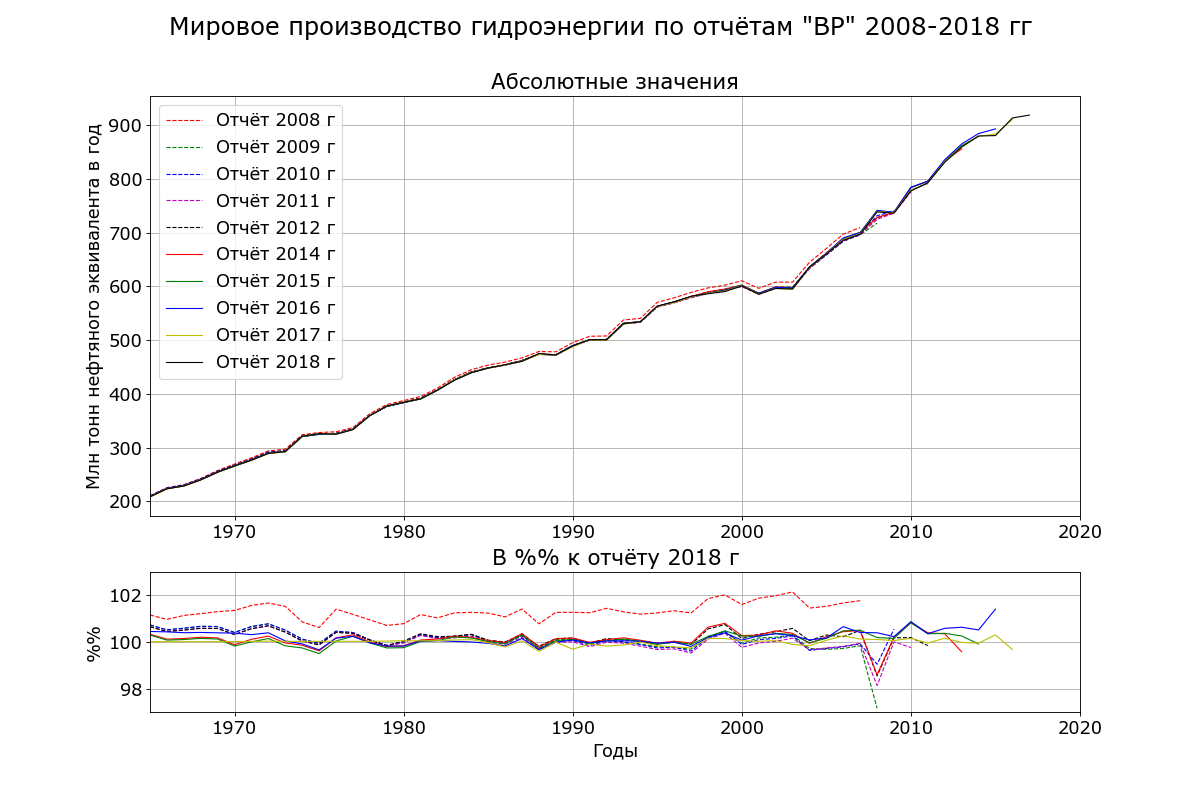 Мировое производство гидроэнергии по отчётам "BP" 2008-2018 гг
Абсолютные значения
Млн тонн нефтяного эквивалента в год
900
800
700
600
500
400
300
200
Отчёт 2008 г
Отчёт 2009 г
Отчёт 2010 г
Отчёт 2011 г
Отчёт 2012 г
Отчёт 2014 г
Отчёт 2015 г
Отчёт 2016 г
Отчёт 2017 г
Отчёт 2018 г
1970 1980 1990 2000 2010 2020
В %% к отчёту 2018 г
%%
102
100
98
1970 1980 1990 2000 2010 2020
Годы